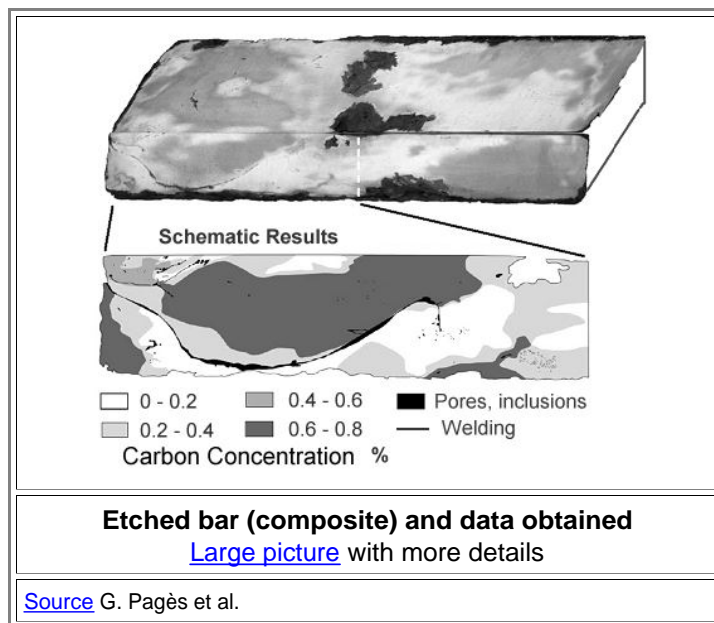 Schematic Results
0 - 0.2 0.4 - 0.6 Pores, inclusions
0.2 - 0.4 0.6 - 0.8 Welding
Carbon Concentration %
Etched bar (composite) and data obtained
Large picture with more details
Source G. Pagès et al.